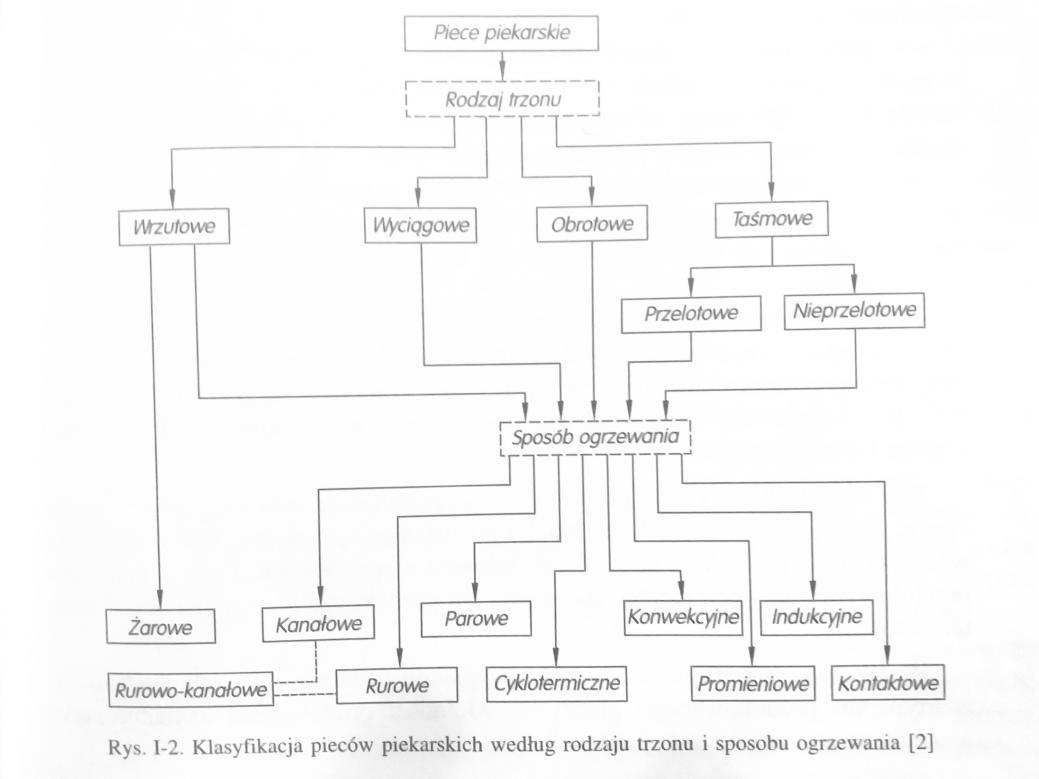 Piece piekarskie
Rodzaj trzonu
Wrzutowe
Wyciągowe
Obrotowe
Taśmowe
Przelotowe
Nieprzelotowe
Sposób ogrzewania
Żarowe
Kanałowe
Parowe
Konwekcyjne
Indukcyjne
Rurowo-kanałowe
Rurowe
Cyklotermiczne
Promieniowe
Kontaktowe
Rys. I-2. Klasyfikacja pieców piekarskich według rodzaju trzonu i sposobu ogrzewania [2]